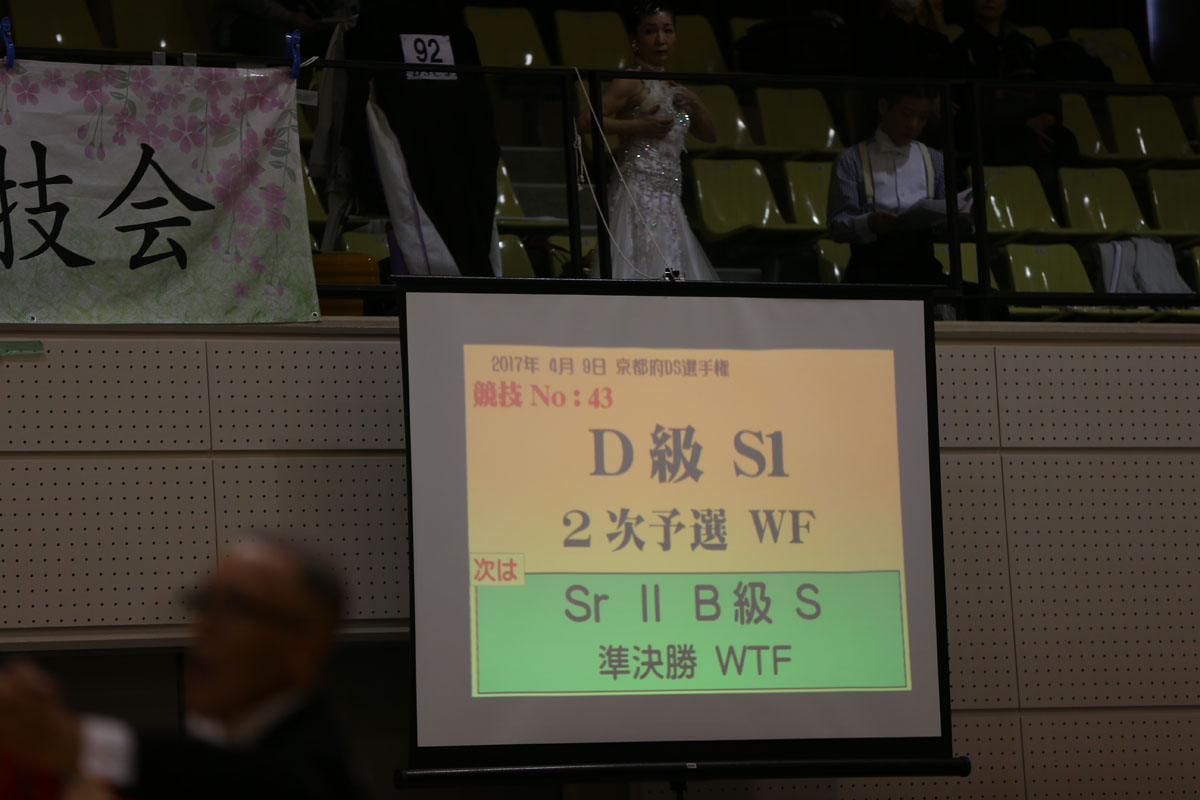 92
技会
2017年 4月 9日 京都府DS選手権
競技 No : 43
D 級 S1
2 次予選 WF
次は
Sr II B 級 S
準決勝 WTF